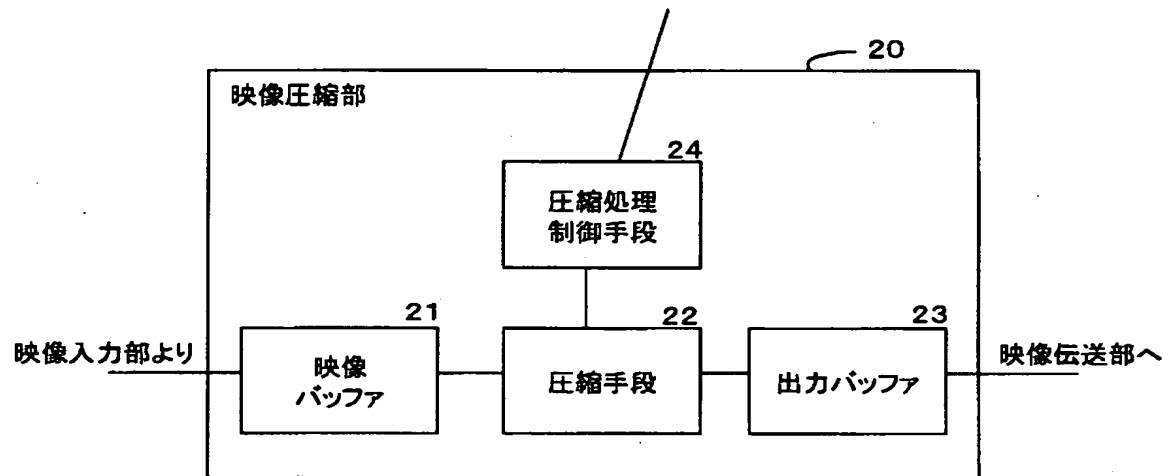 20
映像圧縮部
24
圧縮処理
制御手段
21
22
23
映像入力部より
映像
バッファ
圧縮手段
出力バッファ
映像伝送部へ